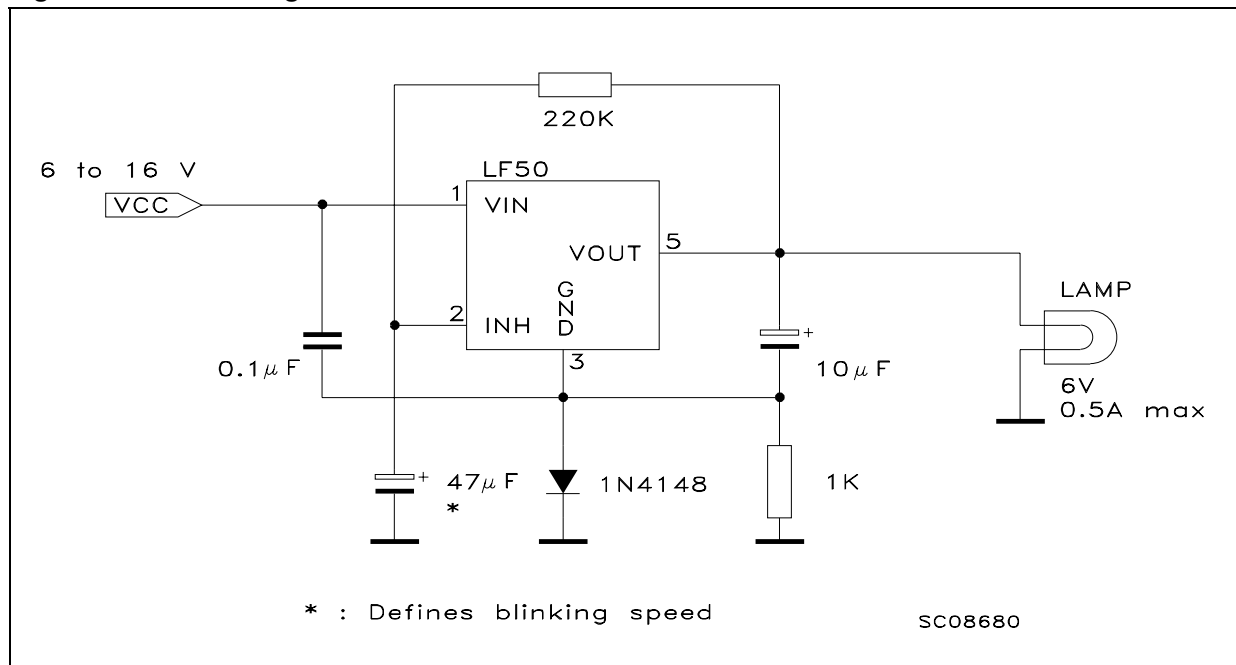 220K
6 to 16 V
LF50
VCC
1
VIN
VOUT
5
GND
LAMP
2
INH
3
0.1μF
+
10μF
6V
0.5A max
+
47μF
*
1N4148
1K
* : Defines blinking speed
SC08680